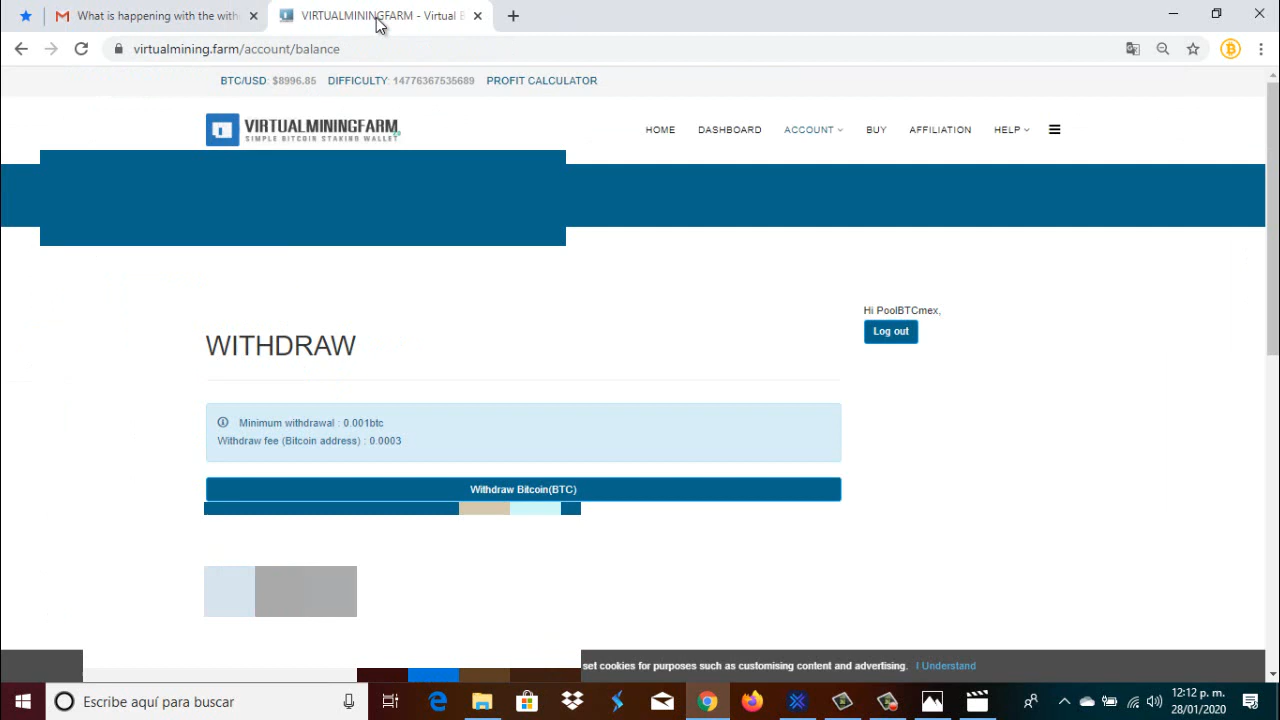 What is happening with the with
VIRTUALMININGFARM - Virtual B
virtualmining.farm/account/balance
BTC/USD: $8996.85 DIFFICULTY: 14776367535689 PROFIT CALCULATOR
VIRTUALMININGFARM
SIMPLE BITCOIN STAKING WALLET
HOME DASHBOARD ACCOUNT BUY AFFILIATION HELP
Hi PoolBTCmex,
Log out
WITHDRAW
Minimum withdrawal : 0.001btc
Withdraw fee (Bitcoin address) : 0.0003
Withdraw Bitcoin(BTC)
set cookies for purposes such as customising content and advertising. I Understand
Escribe aquí para buscar
12:12 p. m.
28/01/2020